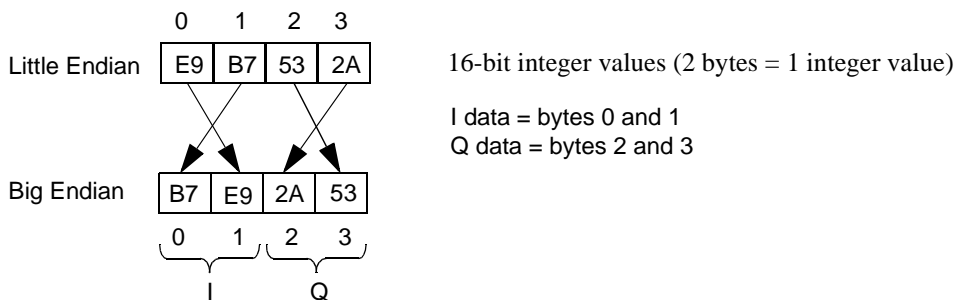 0 1 2 3
Little Endian E9 B7 53 2A
16-bit integer values (2 bytes = 1 integer value)
I data = bytes 0 and 1
Q data = bytes 2 and 3
Big Endian B7 E9 2A 53
0 1 2 3
I Q